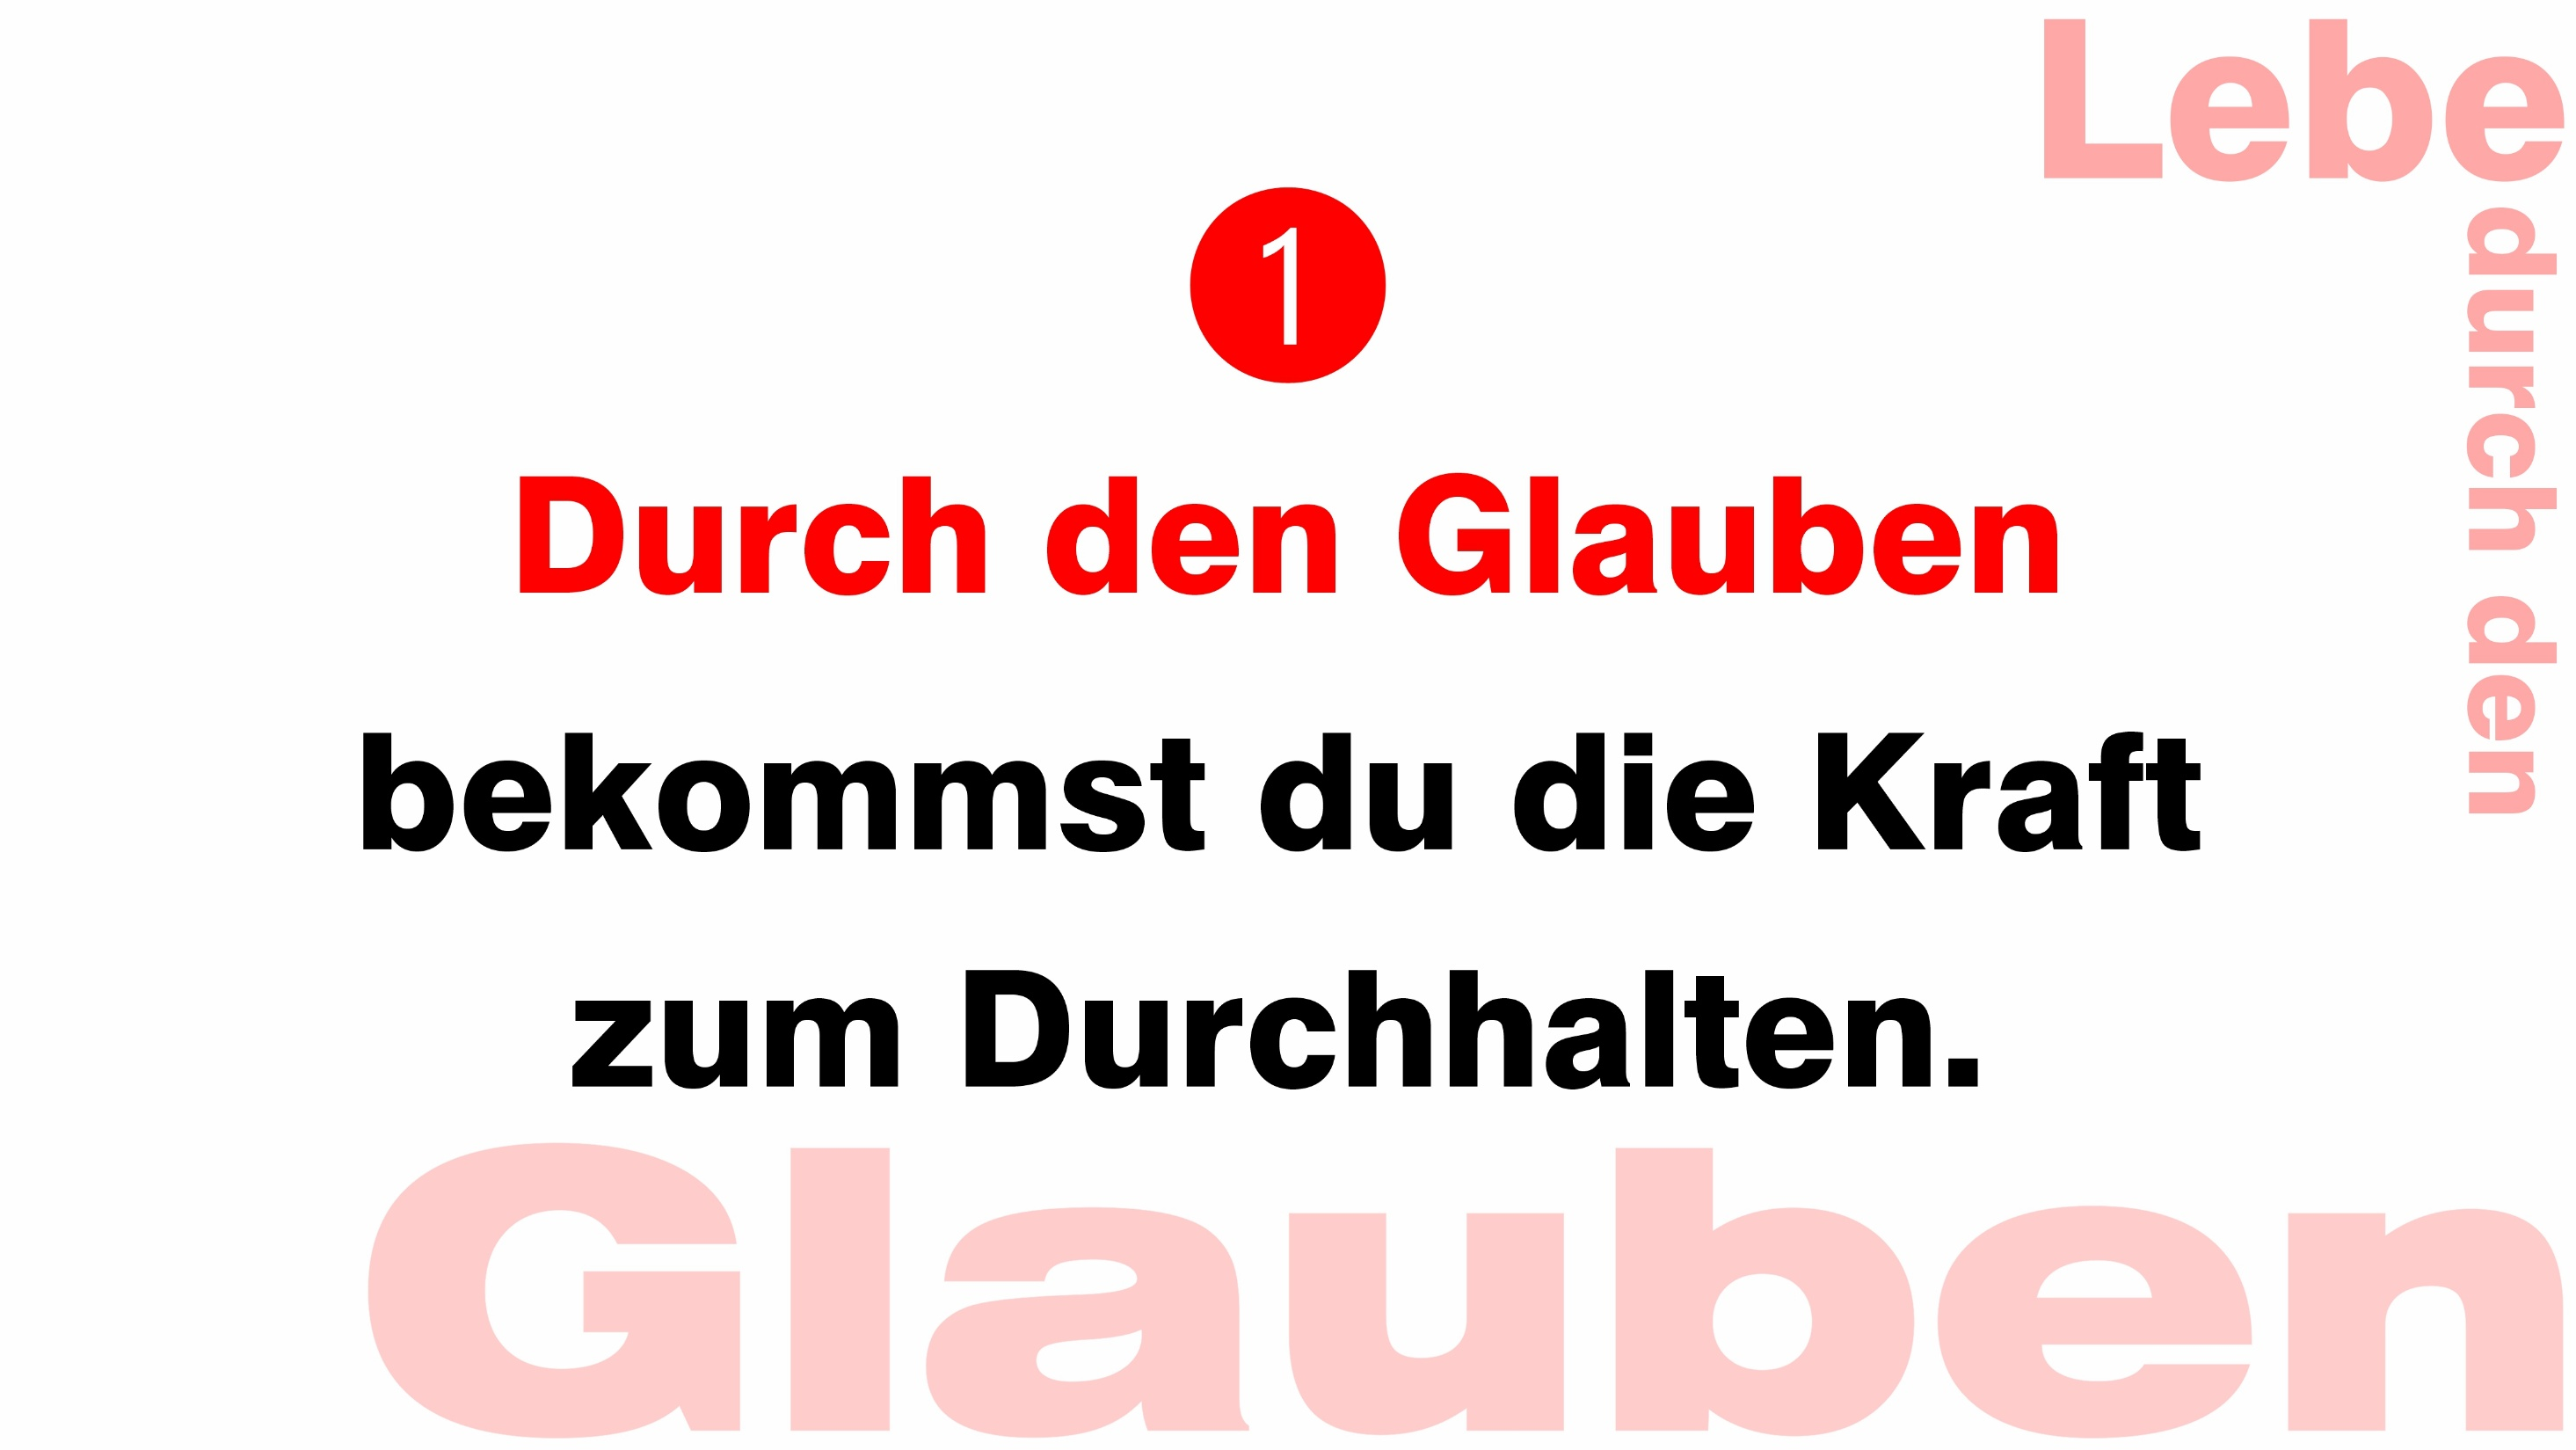 Lebe
durch den
1
Durch den Glauben
bekommst du die Kraft
zum Durchhalten.
Glauben